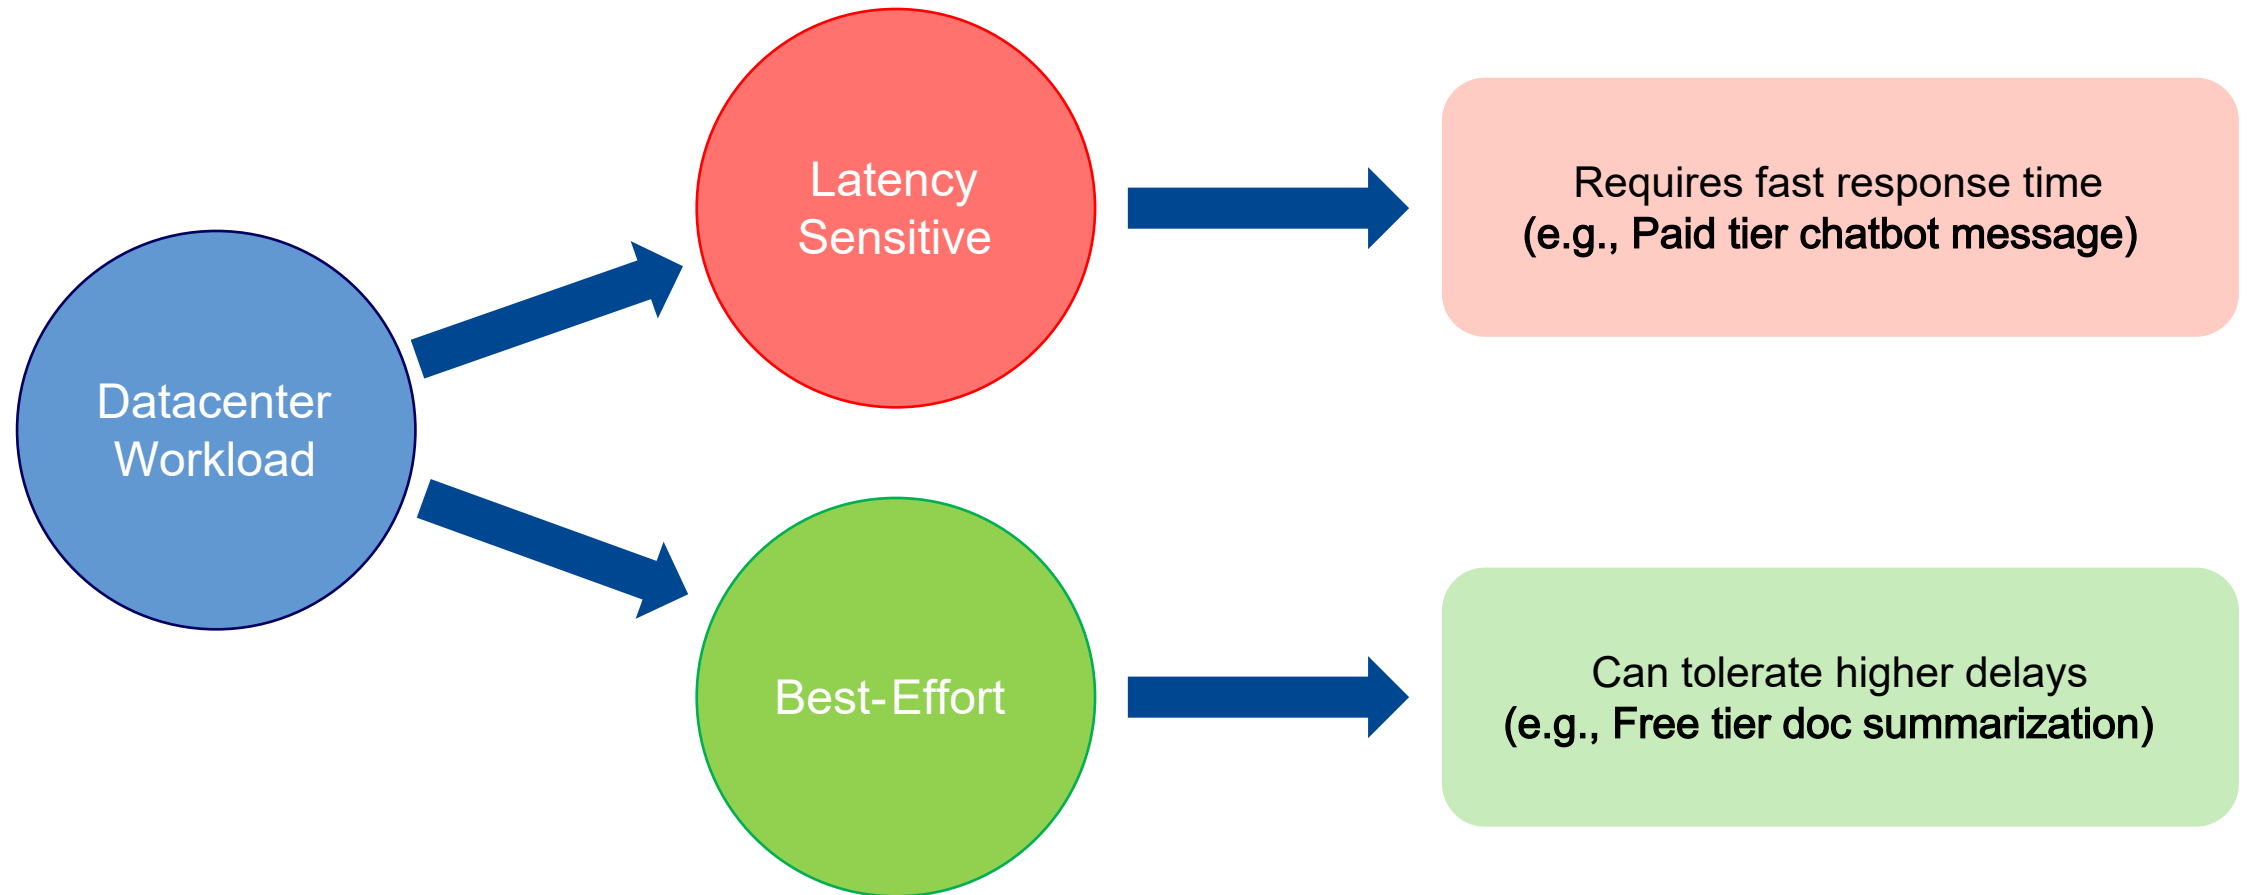 Datacenter
Workload
Latency
Sensitive
Requires fast response time
(e.g., Paid tier chatbot message)
Best-Effort
Can tolerate higher delays
(e.g., Free tier doc summarization)